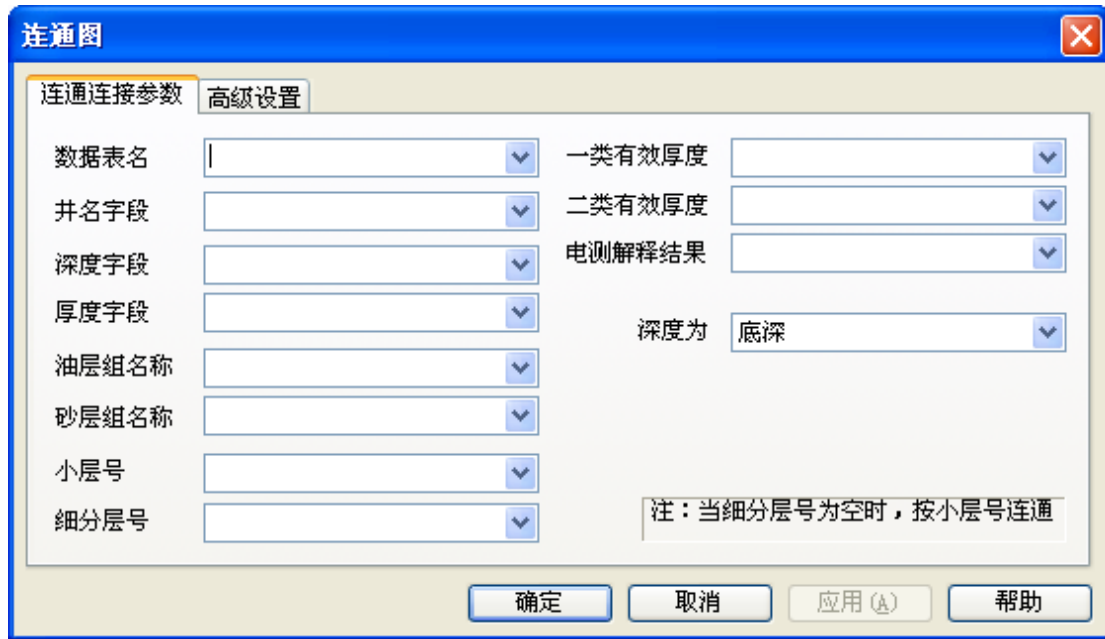 连通图
连通连接参数
高级设置
数据表名
井名字段
深度字段
厚度字段
油层组名称
砂层组名称
小层号
细分层号
一类有效厚度
二类有效厚度
电测解释结果
深度为
底深
注：当细分层号为空时，按小层号连通
确定
取消
应用(A)
帮助